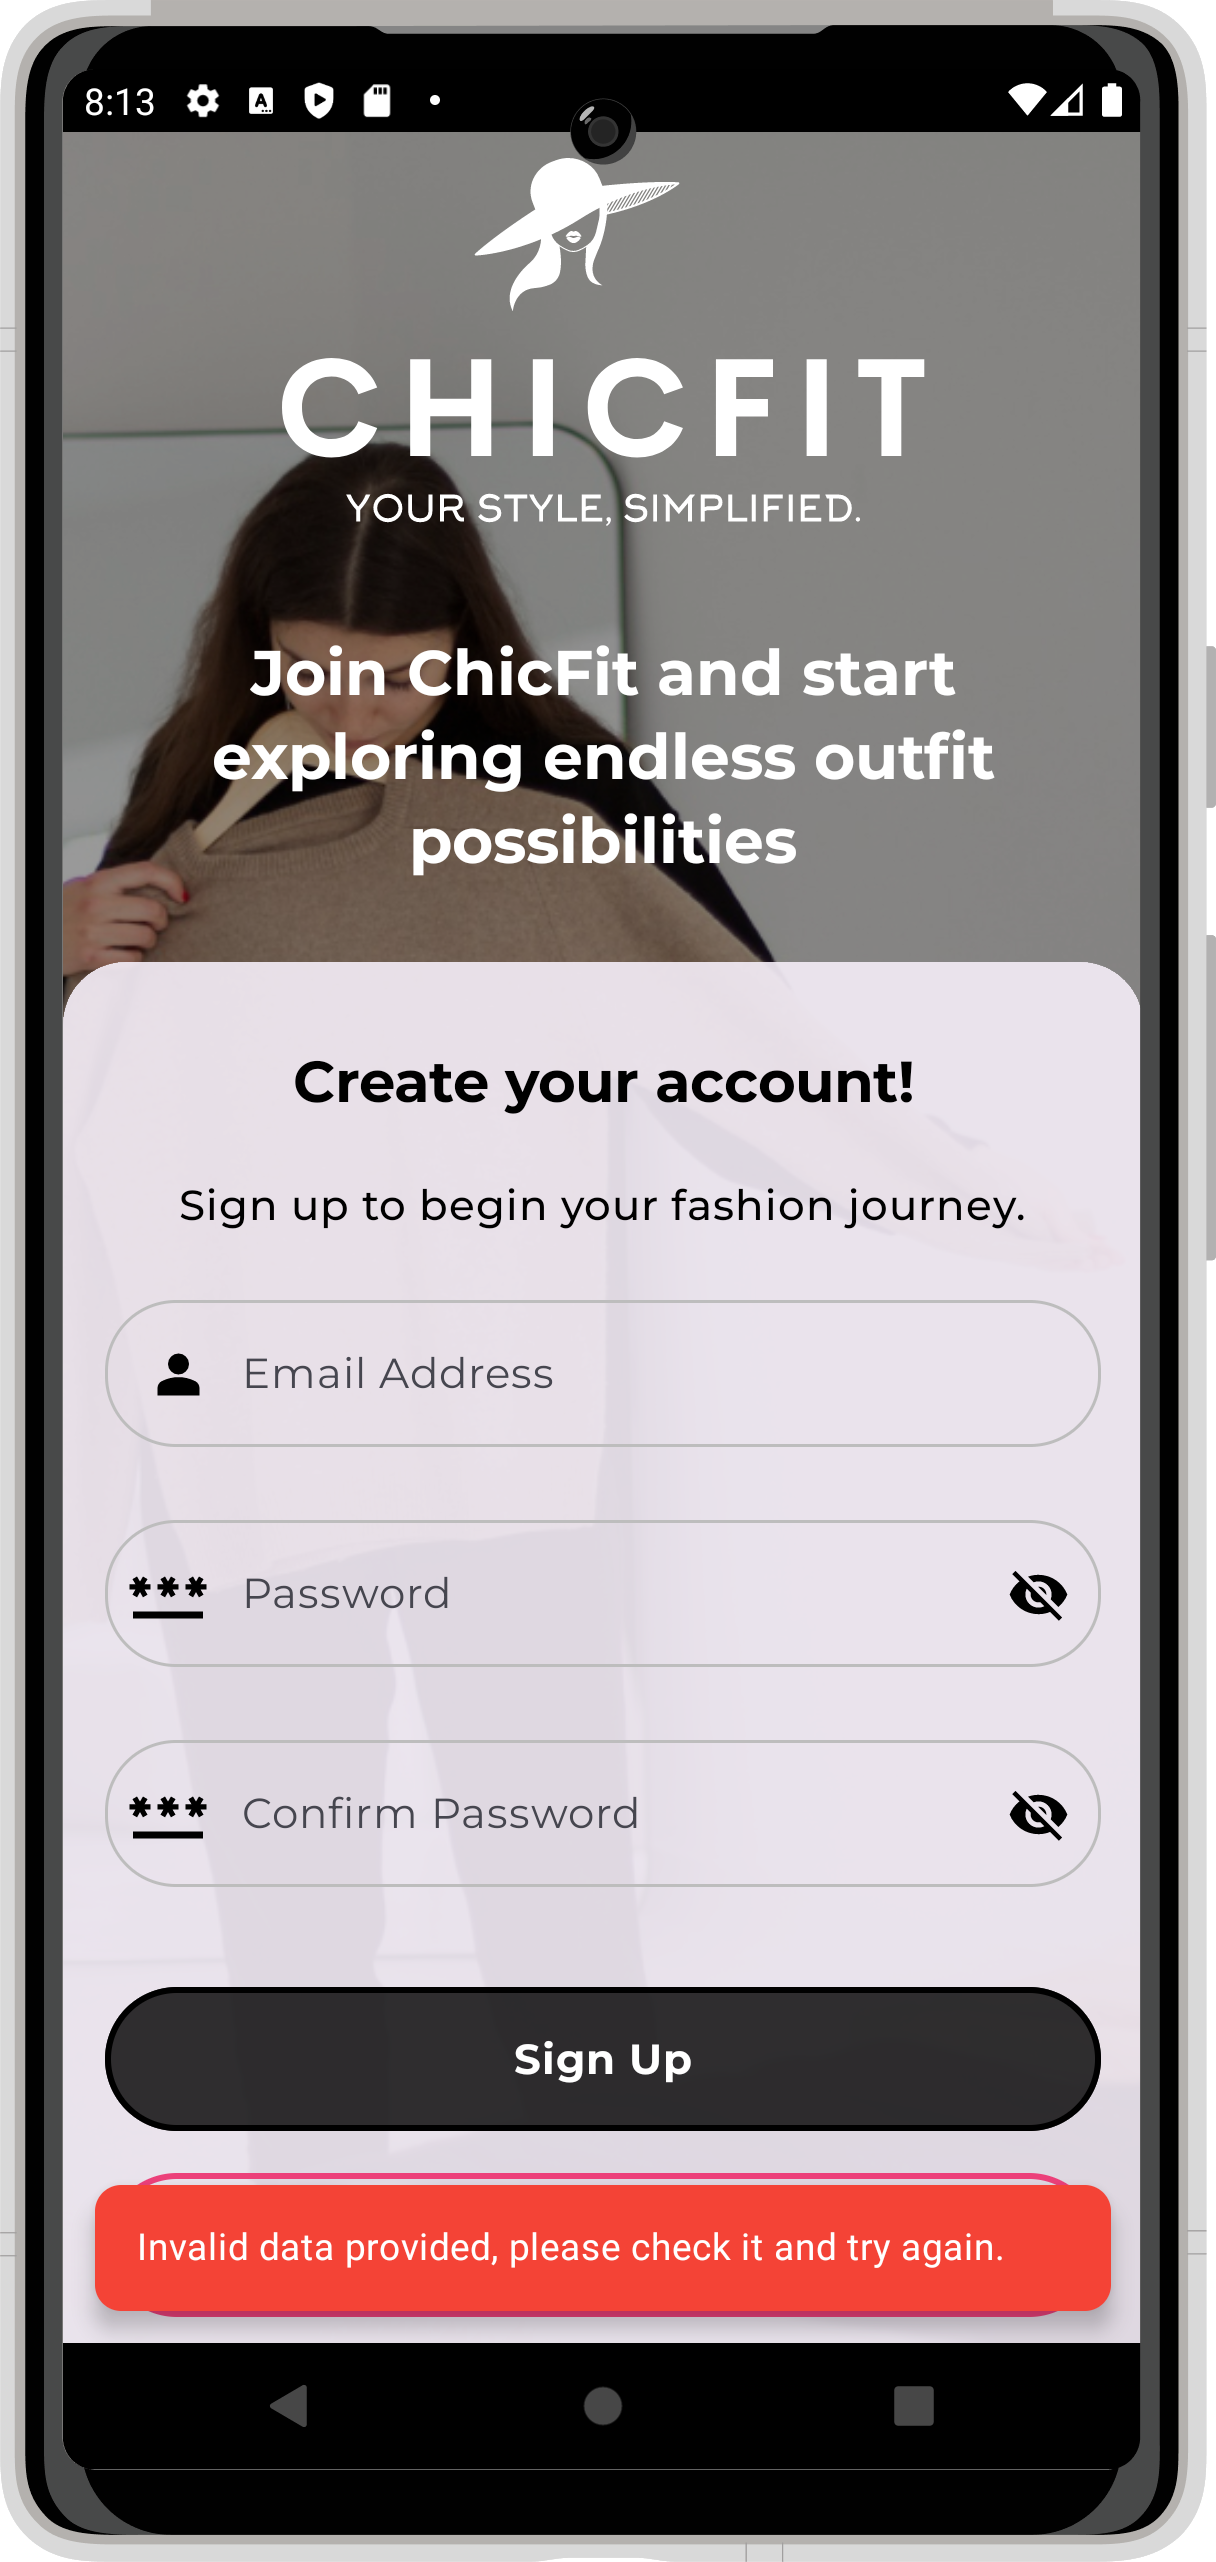 8:13
CHICFIT
YOUR STYLE, SIMPLIFIED.
Join ChicFit and start
exploring endless outfit
possibilities
Create your account!
Sign up to begin your fashion journey.
Email Address
*** Password
*** Confirm Password
Sign Up
Invalid data provided, please check it and try again.